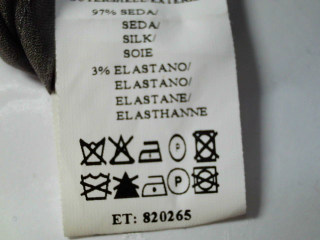 97% SEDA/
SEDA/
SILK/
SOIE
3% ELASTANO/
ELASTANO/
ELASTANE/
ELASTHANNE
P
P
ET: 820265